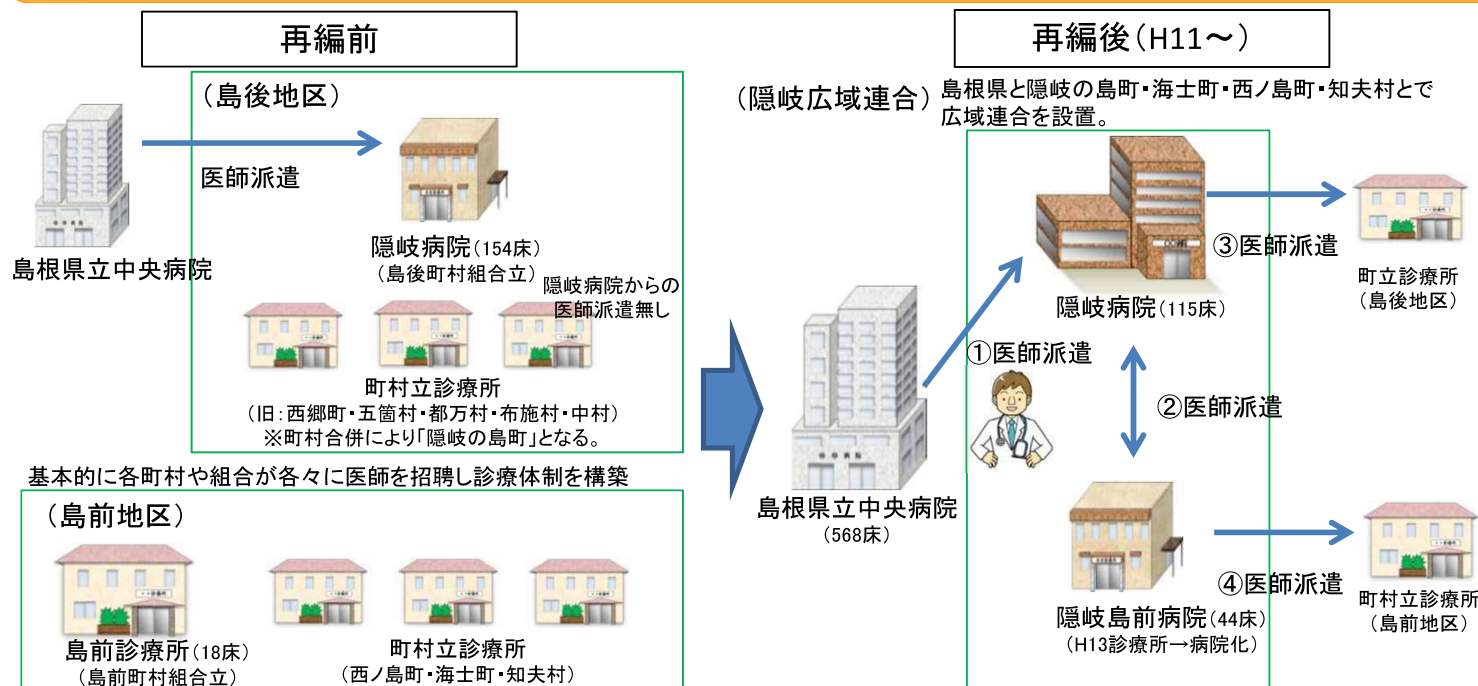 再編前
(島後地区)
医師派遣
島根県立中央病院
隠岐病院(154床)
(島後町村組合立)
隠岐病院からの
医師派遣無し
町村立診療所
(旧:西郷町・五箇村・都万村・布施村・中村)
※町村合併により「隠岐の島町」となる。
基本的に各町村や組合が各々に医師を招聘し診療体制を構築
(島前地区)
島前診療所(18床)
(島前町村組合立)
町村立診療所
(西ノ島町・海士町・知夫村)
再編後(H11~)
(隠岐広域連合)
島根県と隠岐の島町・海士町・西ノ島町・知夫村とで
広域連合を設置。
隠岐病院(115床)
③医師派遣
町立診療所
(島後地区)
①医師派遣
②医師派遣
島根県立中央病院
(568床)
隠岐島前病院(44床)
(H13診療所→病院化)
④医師派遣
町村立診療所
(島前地区)